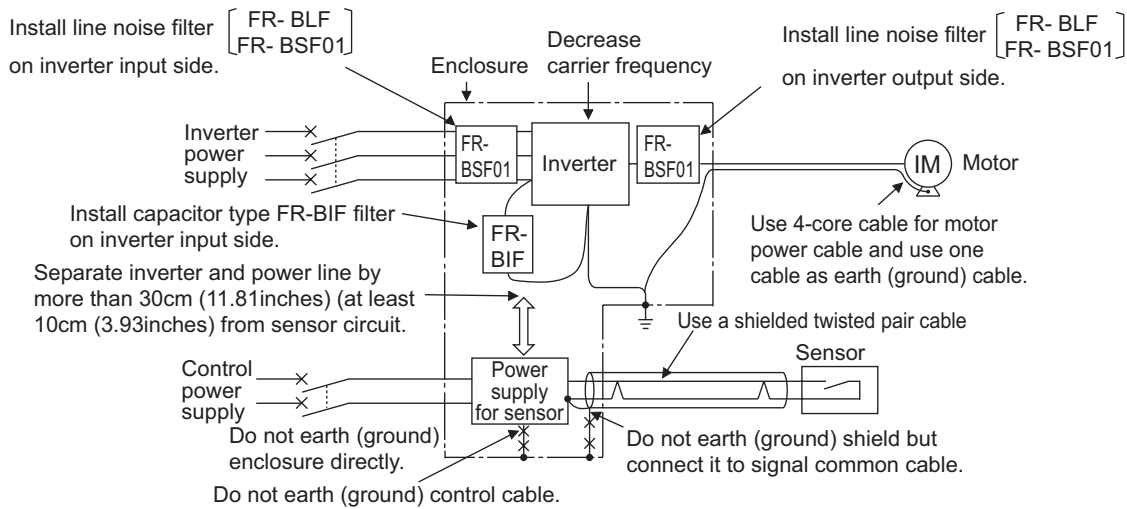 Install line noise filter
FR- BLF
FR- BSF01
on inverter input side.
Enclosure
Decrease
carrier frequency
Install line noise filter
FR- BLF
FR- BSF01
on inverter output side.
Inverter
power
supply
FR-
BSF01
Inverter
FR-
BSF01
IM
Motor
Install capacitor type FR-BIF filter
on inverter input side.
FR-
BIF
Use 4-core cable for motor
power cable and use one
cable as earth (ground) cable.
Separate inverter and power line by
more than 30cm (11.81inches) (at least
10cm (3.93inches) from sensor circuit.
Use a shielded twisted pair cable
Sensor
Control
power
supply
Power
supply
for sensor
Do not earth (ground)
enclosure directly.
Do not earth (ground) shield but
connect it to signal common cable.
Do not earth (ground) control cable.